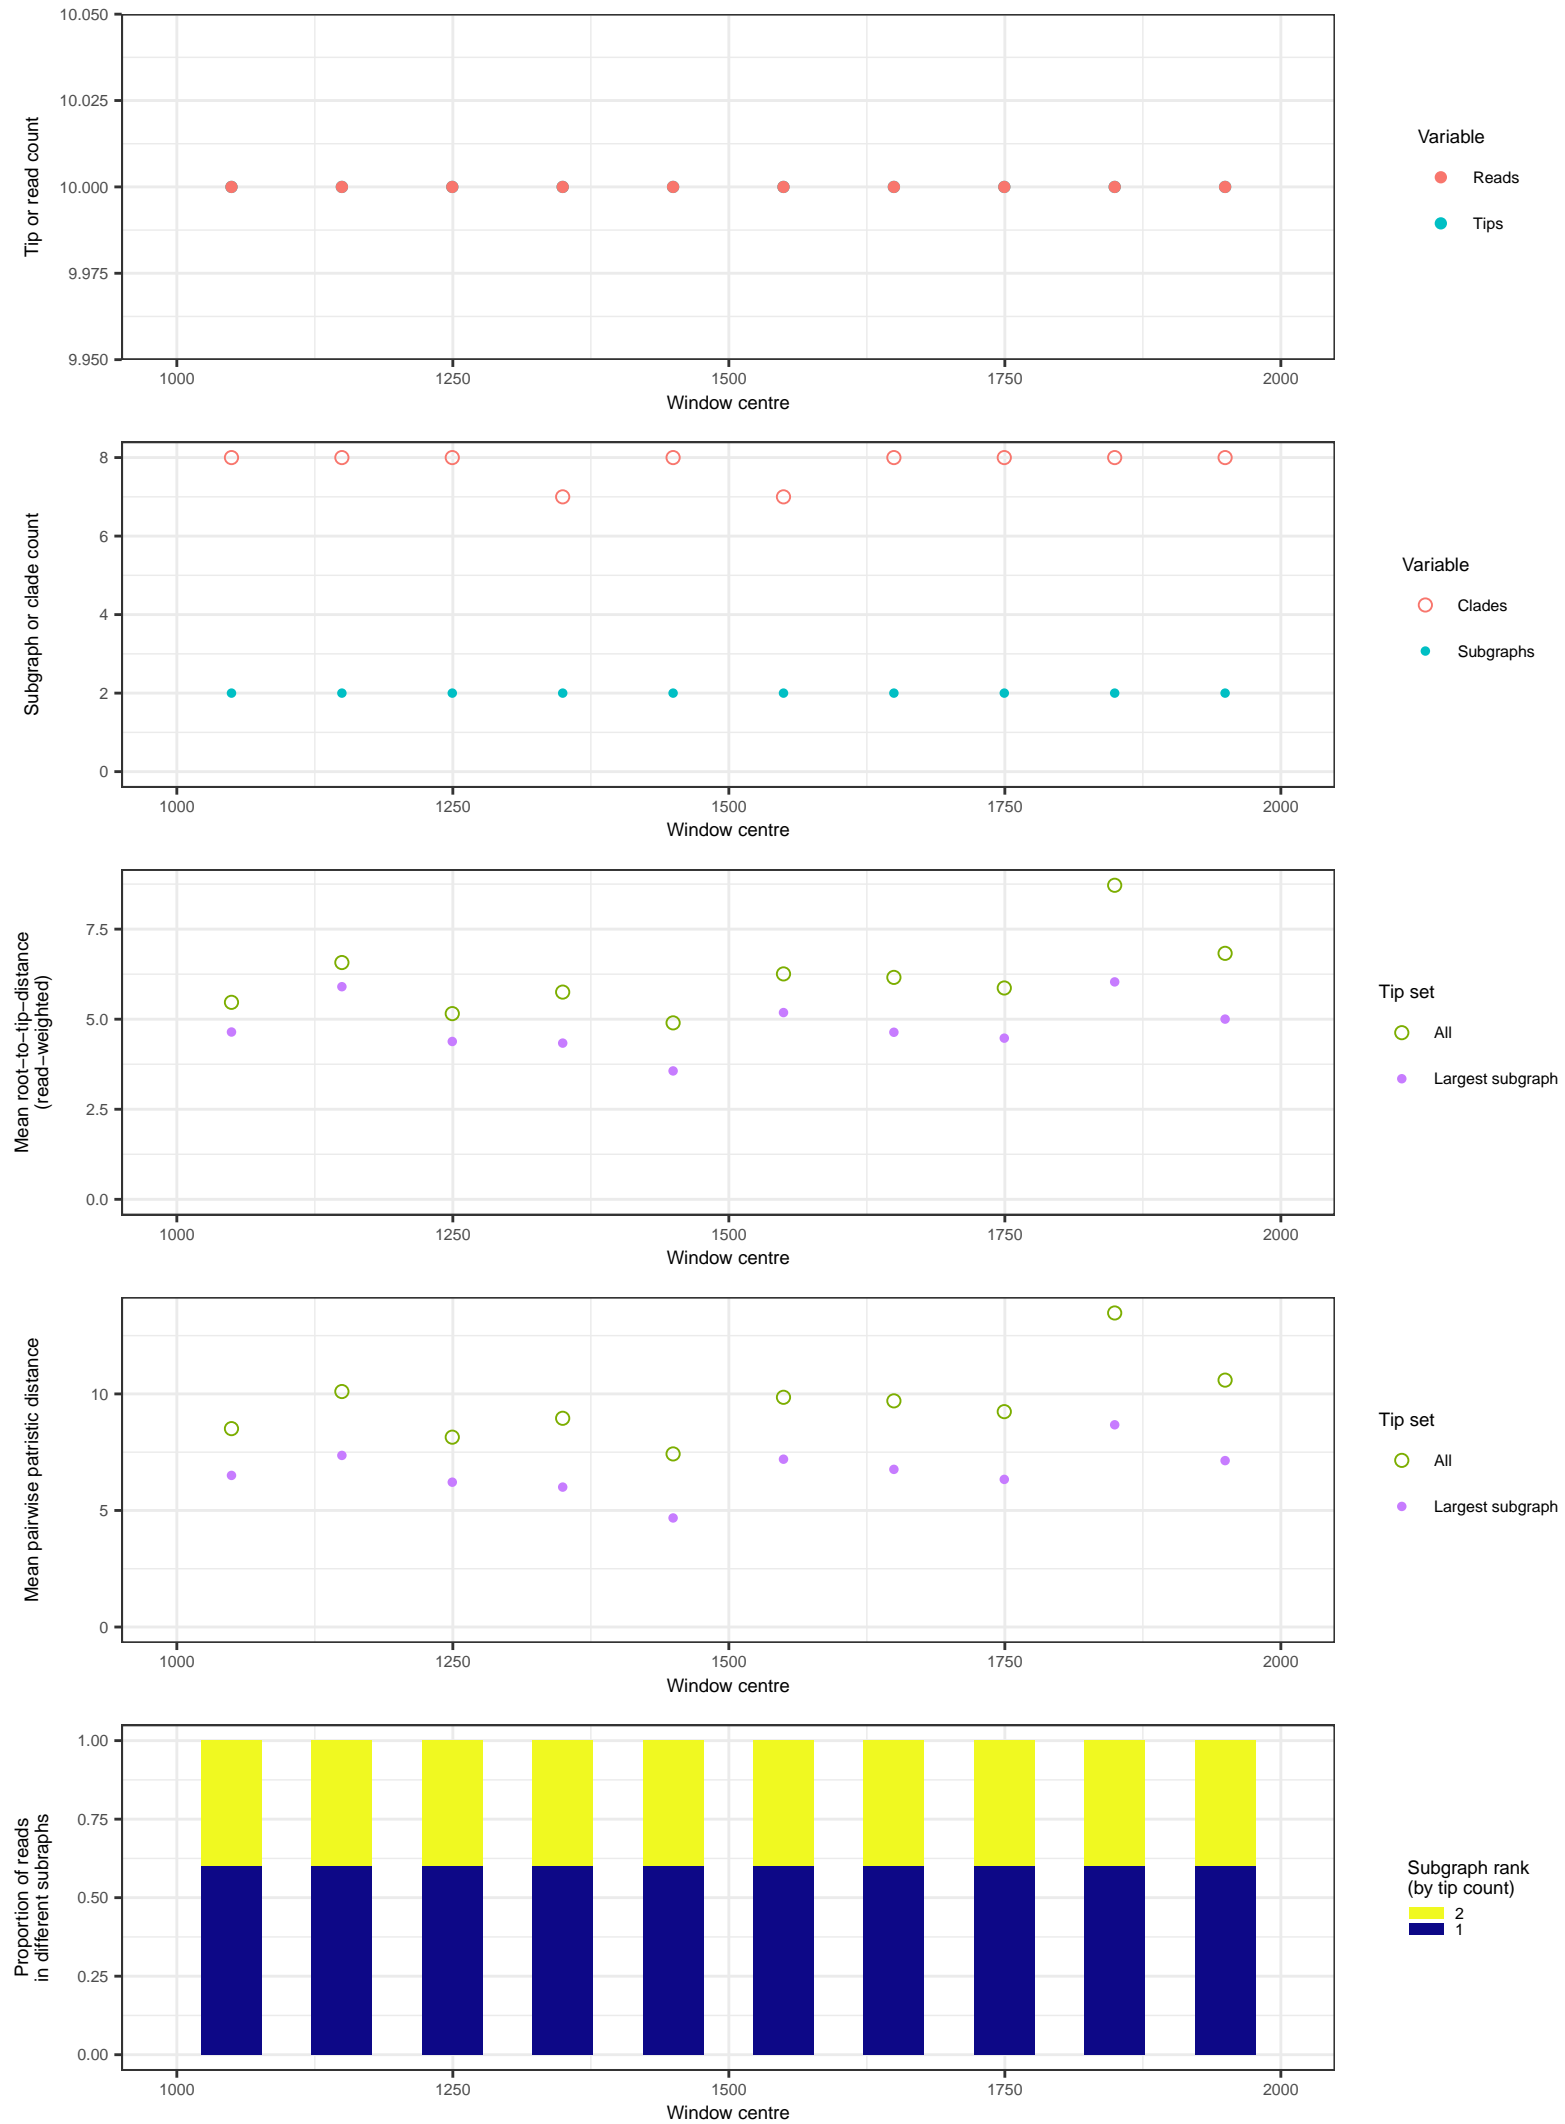 10.050
10.025
10.000
9.975
9.950
Tip or read count
1000 1250 1500 1750 2000
Window centre
Variable
Reads
Tips
8
6
4
2
0
Subgraph or clade count
1000 1250 1500 1750 2000
Window centre
Variable
Clades
Subgraphs
7.5
5.0
2.5
0.0
Mean root−to−tip−distance
(read−weighted)
1000 1250 1500 1750 2000
Window centre
Tip set
All
Largest subgraph
10
5
0
Mean pairwise patristic distance
1000 1250 1500 1750 2000
Window centre
Tip set
All
Largest subgraph
1.00
0.75
0.50
0.25
0.00
Proportion of reads
in different subraphs
1000 1250 1500 1750 2000
Window centre
Subgraph rank
(by tip count)
2
1